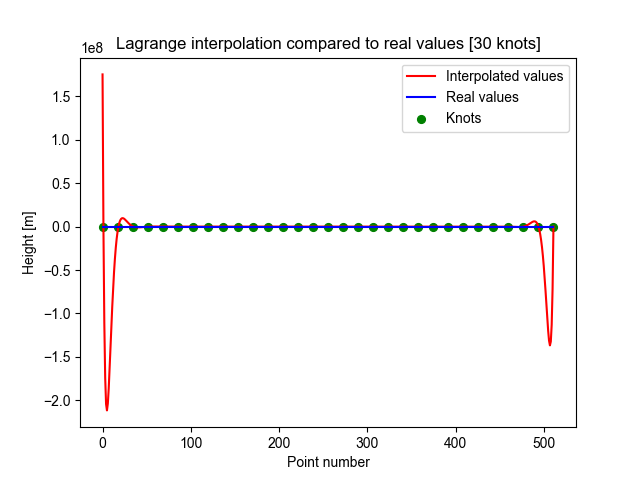 Lagrange interpolation compared to real values [30 knots]
1e8
Interpolated values
Real values
Knots
1.5
1.0
0.5
0.0
−0.5
−1.0
−1.5
−2.0
Height [m]
0 100 200 300 400 500
Point number